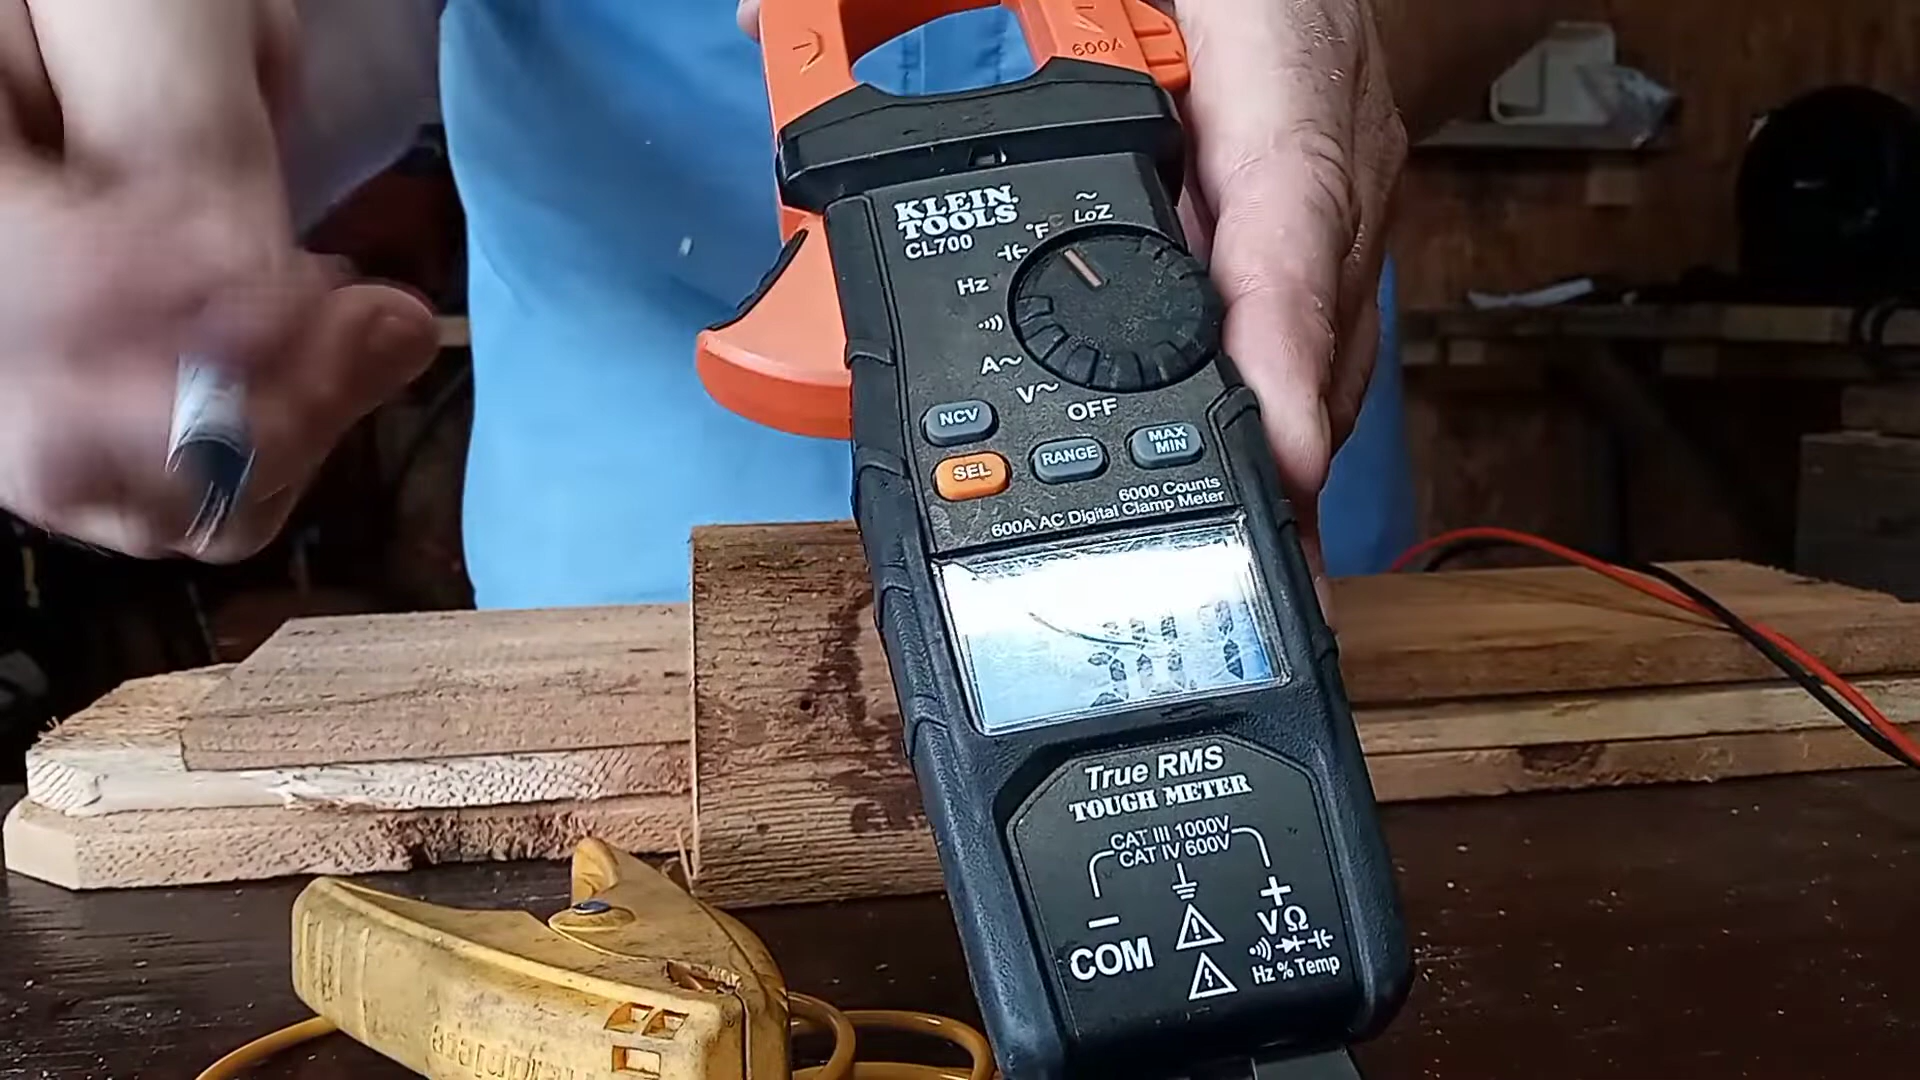 600A
KLEIN
TOOLS
CL700
LoZ
°F°C
Hz
A~
V~
OFF
NCV
SEL
RANGE
MAX
MIN
6000 Counts
600A AC Digital Clamp Meter
True RMS
TOUGH METER
CAT III 1000V
CAT IV 600V
COM
+
VΩ
Hz % Temp